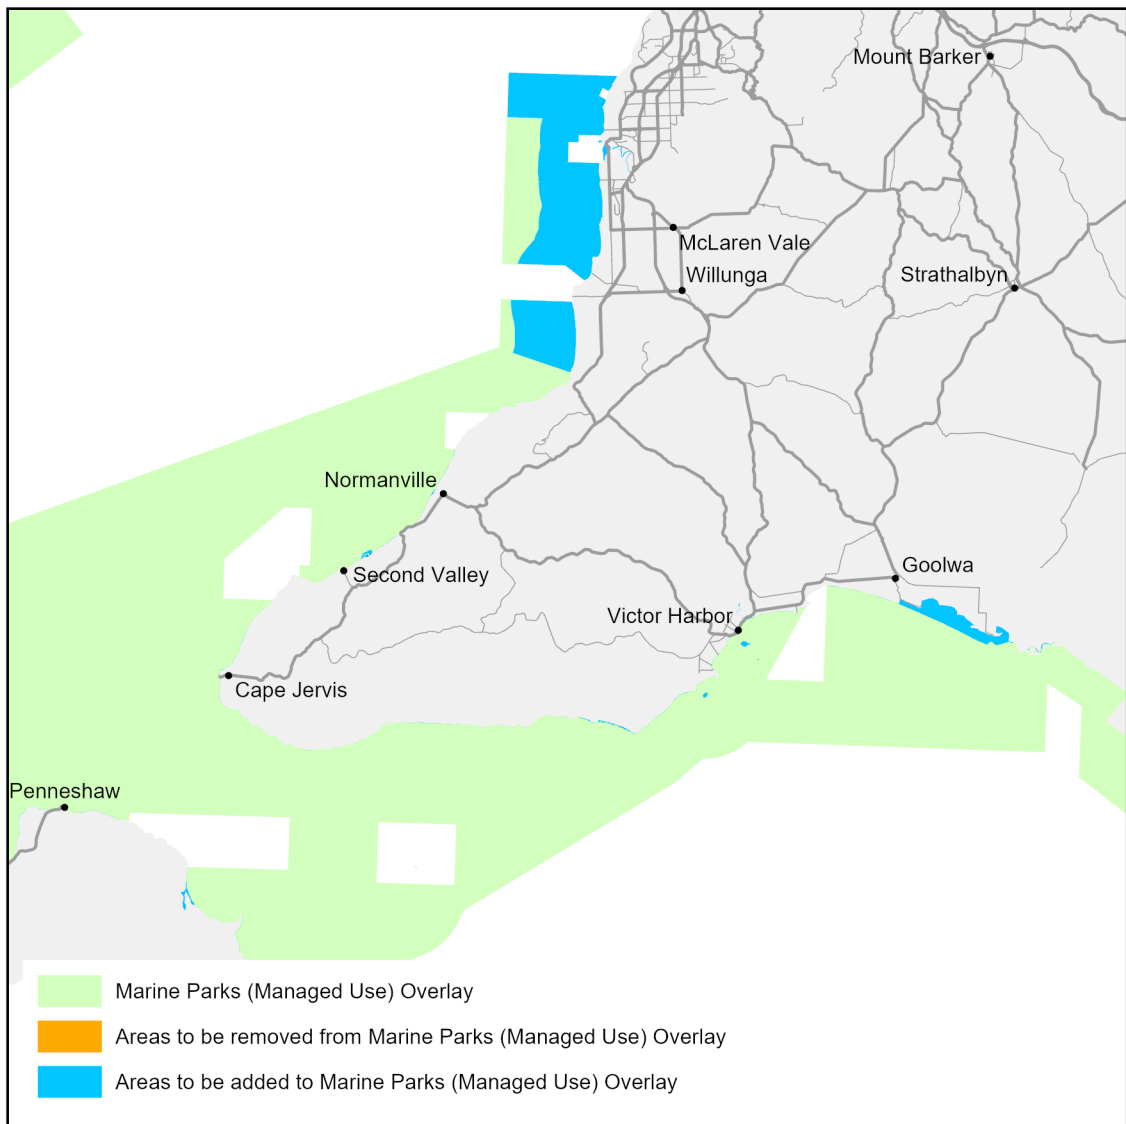 Mount Barker
McLaren Vale
Willunga
Strathalbyn
Normanville
Second Valley
Goolwa
Victor Harbor
Cape Jervis
Penneshaw
Marine Parks (Managed Use) Overlay
Areas to be removed from Marine Parks (Managed Use) Overlay
Areas to be added to Marine Parks (Managed Use) Overlay